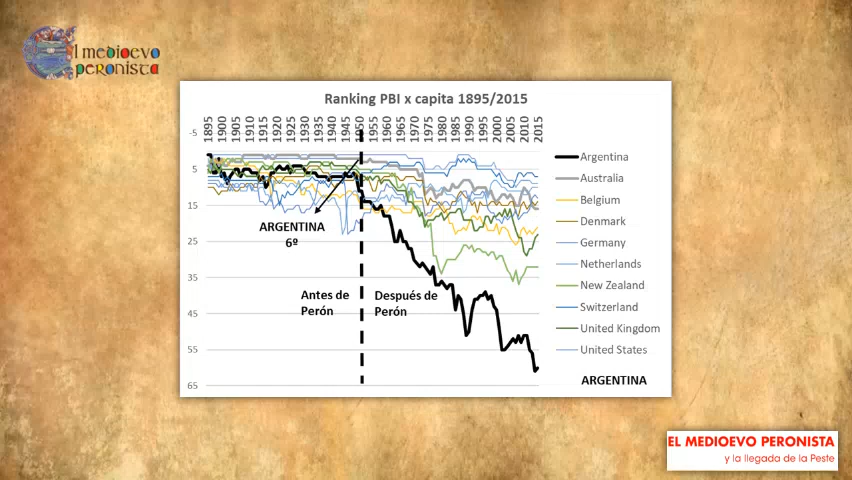 El medioevo
peronista
Ranking PBI x capita 1895/2015
1895 1900 1905 1910 1915 1920 1925 1930 1935 1940 1945 1950 1955 1960 1965 1970 1975 1980 1985 1990 1995 2000 2005 2010 2015
-5
5
15
25
35
45
55
65
ARGENTINA
6º
Antes de
Perón
Después de
Perón
Argentina
Australia
Belgium
Denmark
Germany
Netherlands
New Zealand
Switzerland
United Kingdom
United States
ARGENTINA
EL MEDIOEVO PERONISTA
y la llegada de la Peste